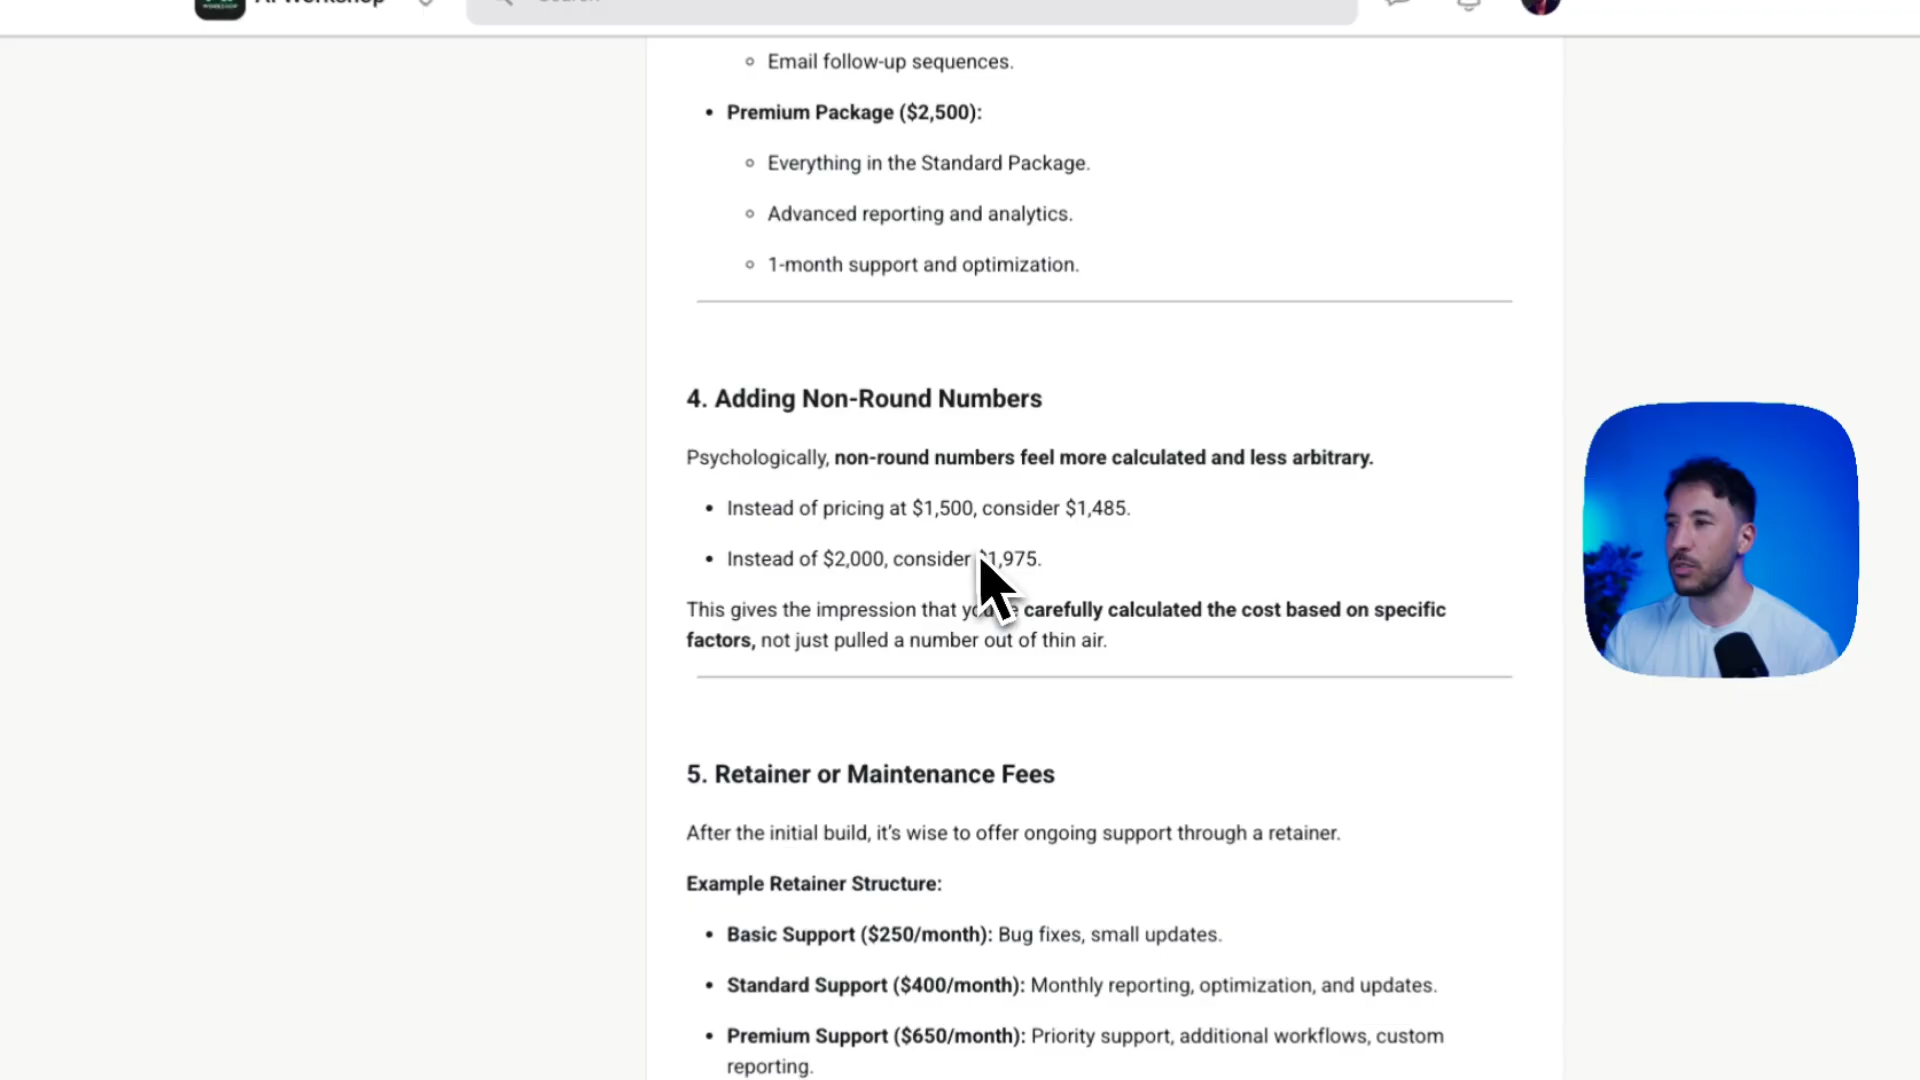 Email follow-up sequences.
Premium Package ($2,500):
Everything in the Standard Package.
Advanced reporting and analytics.
1-month support and optimization.
4. Adding Non-Round Numbers
Psychologically, non-round numbers feel more calculated and less arbitrary.
Instead of pricing at $1,500, consider $1,485.
Instead of $2,000, consider $1,975.
This gives the impression that carefully calculated the cost based on specific
factors, not just pulled a number out of thin air.
5. Retainer or Maintenance Fees
After the initial build, it's wise to offer ongoing support through a retainer.
Example Retainer Structure:
Basic Support ($250/month): Bug fixes, small updates.
Standard Support ($400/month): Monthly reporting, optimization, and updates.
Premium Support ($650/month): Priority support, additional workflows, custom
reporting.